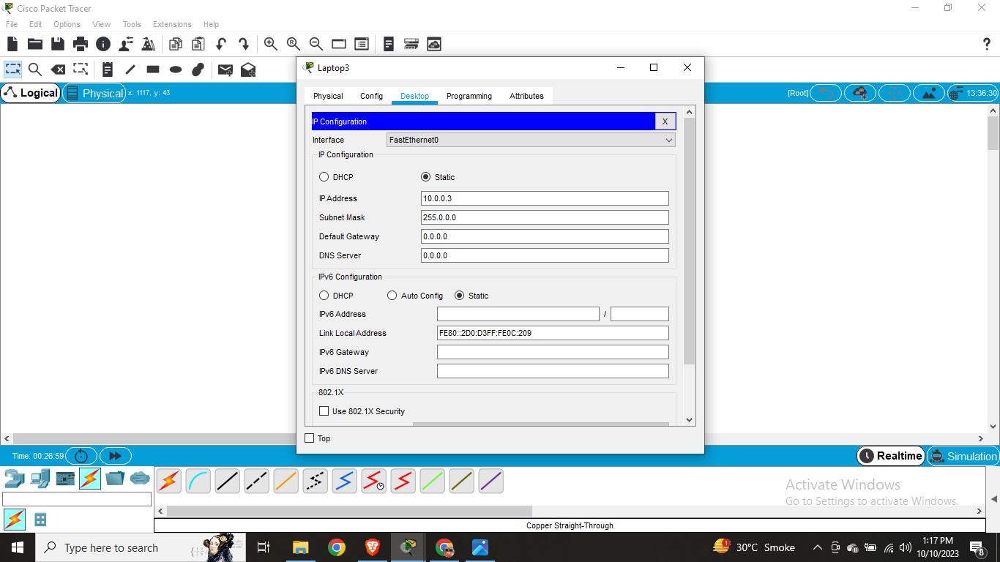 Cisco Packet Tracer
File Edit Options View Tools Extensions Help
R
?
Logical
Physical
x: 1117, y: 43
[Root]
13:36:30
Laptop3
Physical Config Desktop Programming Attributes
IP Configuration
X
Interface
FastEthernet0
IP Configuration
DHCP
Static
IP Address
10.0.0.3
Subnet Mask
255.0.0.0
Default Gateway
0.0.0.0
DNS Server
0.0.0.0
IPv6 Configuration
DHCP
Auto Config
Static
IPv6 Address
/
Link Local Address
FE80::2D0:D3FF:FE0C:209
IPv6 Gateway
IPv6 DNS Server
802.1X
Use 802.1X Security
Top
Time: 00:26:59
Realtime
Simulation
Activate Windows
Go to Settings to activate Windows.
Copper Straight-Through
Type here to search
1
30°C Smoke
1:17 PM
10/10/2023
8